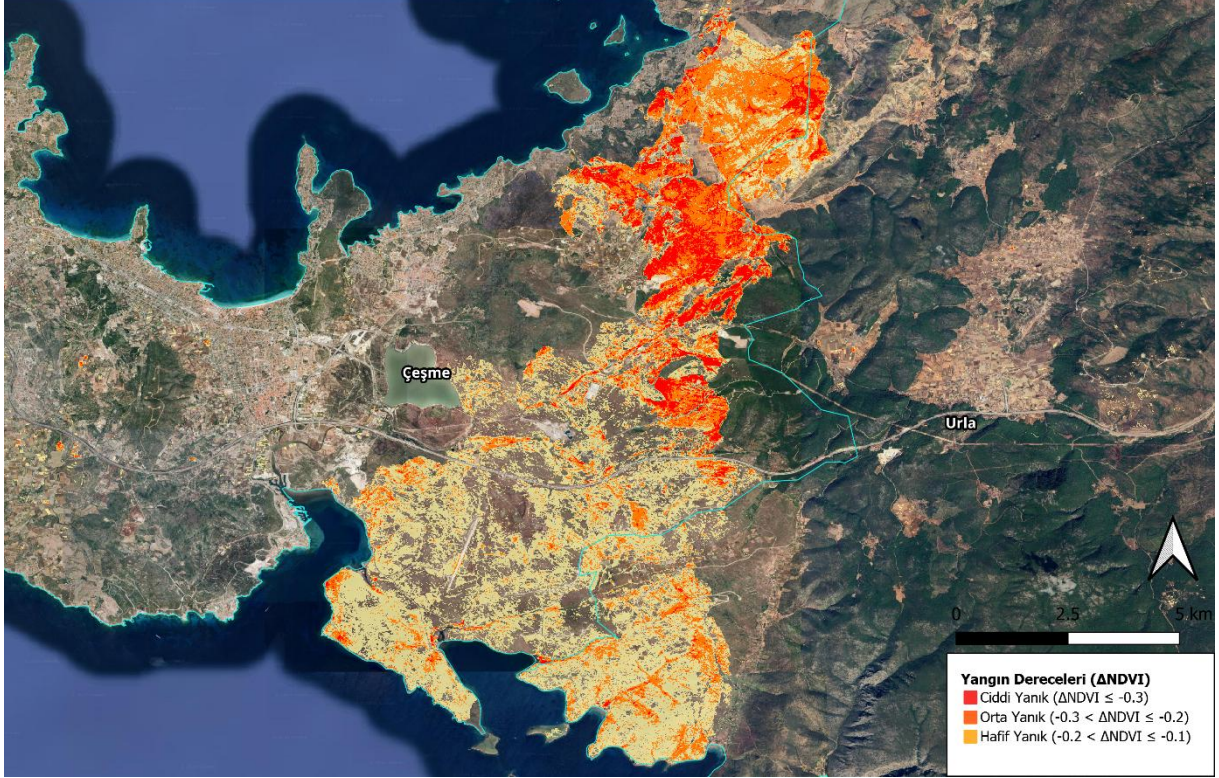 Çeşme
Urla
0 2.5 5 km
Yangın Dereceleri (ΔNDVI)
Ciddi Yanık (ΔNDVI ≤ -0.3)
Orta Yanık (-0.3 < ΔNDVI ≤ -0.2)
Hafif Yanık (-0.2 < ΔNDVI ≤ -0.1)